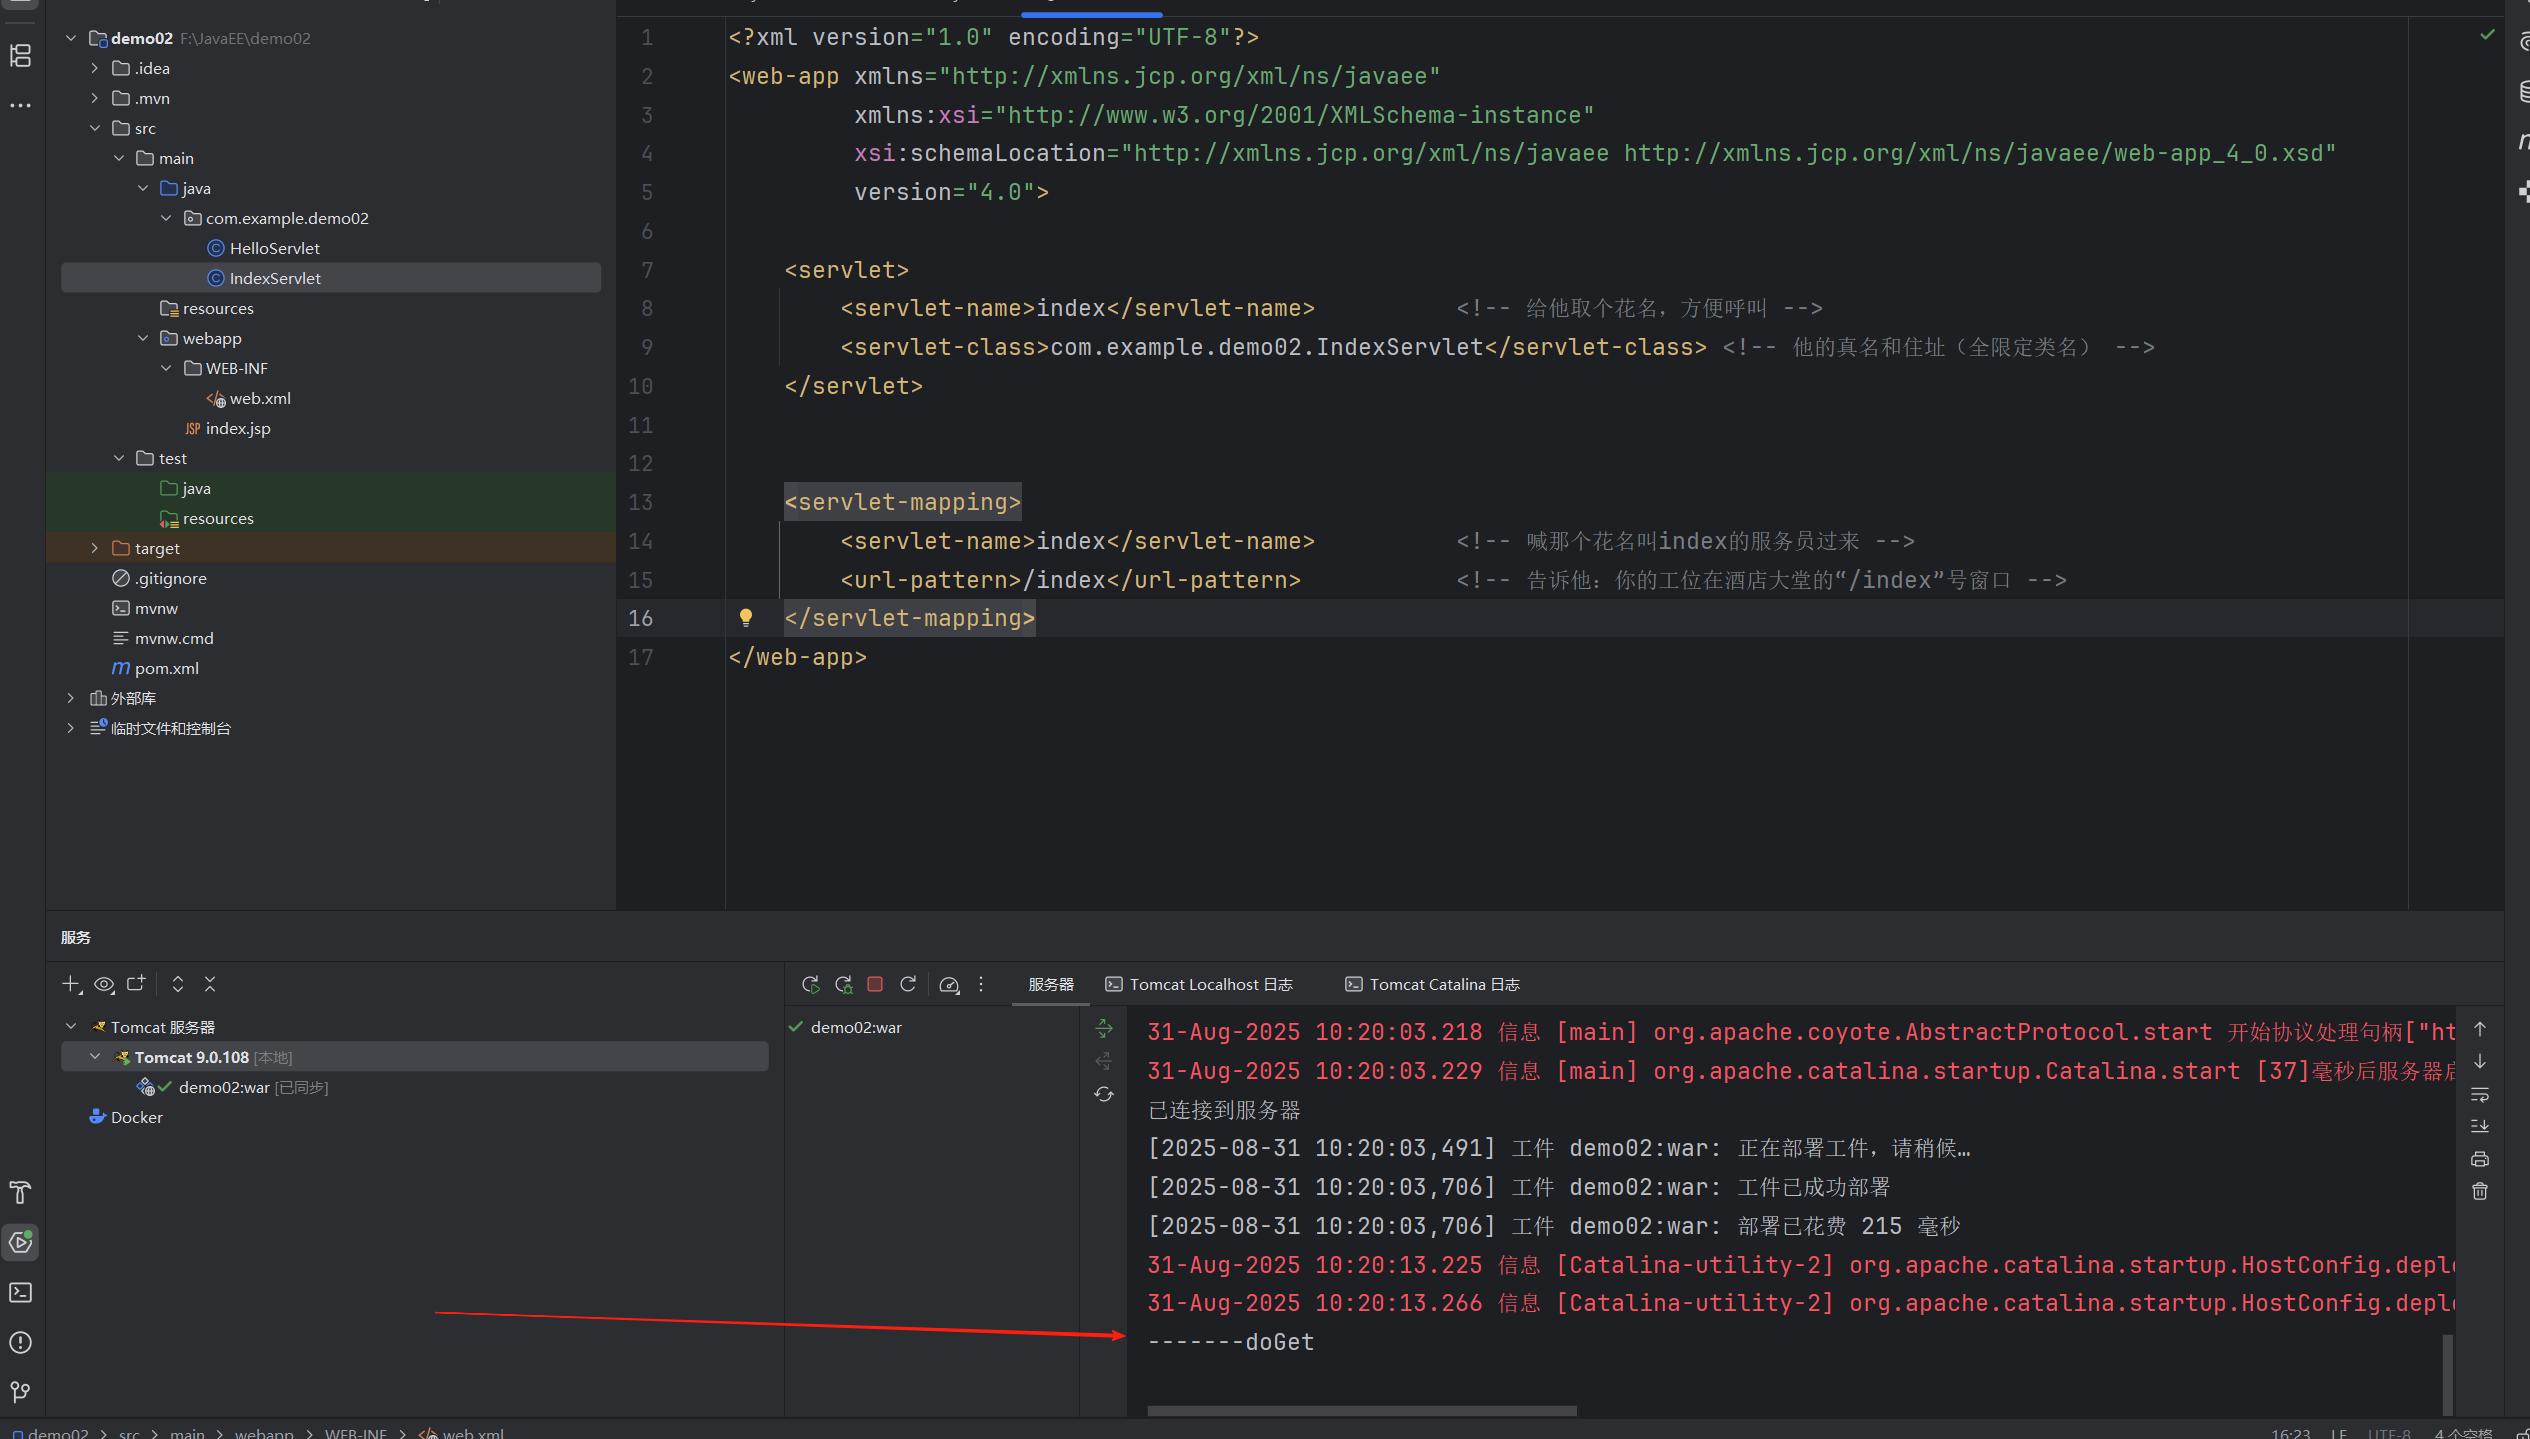 demo02 F:\JavaEE\demo02
.idea
.mvn
src
main
java
com.example.demo02
HelloServlet
IndexServlet
resources
webapp
WEB-INF
web.xml
JSP index.jsp
test
java
resources
target
.gitignore
mvnw
mvnw.cmd
m pom.xml
外部库
临时文件和控制台
1 <?xml version="1.0" encoding="UTF-8"?>
2 <web-app xmlns="http://xmlns.jcp.org/xml/ns/javaee"
3 xmlns:xsi="http://www.w3.org/2001/XMLSchema-instance"
4 xsi:schemaLocation="http://xmlns.jcp.org/xml/ns/javaee http://xmlns.jcp.org/xml/ns/javaee/web-app_4_0.xsd"
5 version="4.0">
6
7 <servlet>
8 <servlet-name>index</servlet-name> <!-- 给他取个花名，方便呼叫 -->
9 <servlet-class>com.example.demo02.IndexServlet</servlet-class> <!-- 他的真名和住址（全限定类名） -->
10 </servlet>
11
12
13 <servlet-mapping>
14 <servlet-name>index</servlet-name> <!-- 喊那个花名叫index的服务员过来 -->
15 <url-pattern>/index</url-pattern> <!-- 告诉他：你的工位在酒店大堂的“/index”号窗口 -->
16 </servlet-mapping>
17 </web-app>
服务
Tomcat 服务器
Tomcat 9.0.108 [本地]
demo02:war [已同步]
Docker
服务器 Tomcat Localhost 日志 Tomcat Catalina 日志
demo02:war
31-Aug-2025 10:20:03.218 信息 [main] org.apache.coyote.AbstractProtocol.start 开始协议处理句柄["ht
31-Aug-2025 10:20:03.229 信息 [main] org.apache.catalina.startup.Catalina.start [37]毫秒后服务器启
已连接到服务器
[2025-08-31 10:20:03,491] 工件 demo02:war: 正在部署工件，请稍候…
[2025-08-31 10:20:03,706] 工件 demo02:war: 工件已成功部署
[2025-08-31 10:20:03,706] 工件 demo02:war: 部署已花费 215 毫秒
31-Aug-2025 10:20:13.225 信息 [Catalina-utility-2] org.apache.catalina.startup.HostConfig.deplo
31-Aug-2025 10:20:13.266 信息 [Catalina-utility-2] org.apache.catalina.startup.HostConfig.deplo
-------doGet
demo02 > src > main > webapp > WEB-INF > web.xml
16:23 LF UTF-8 4 个空格